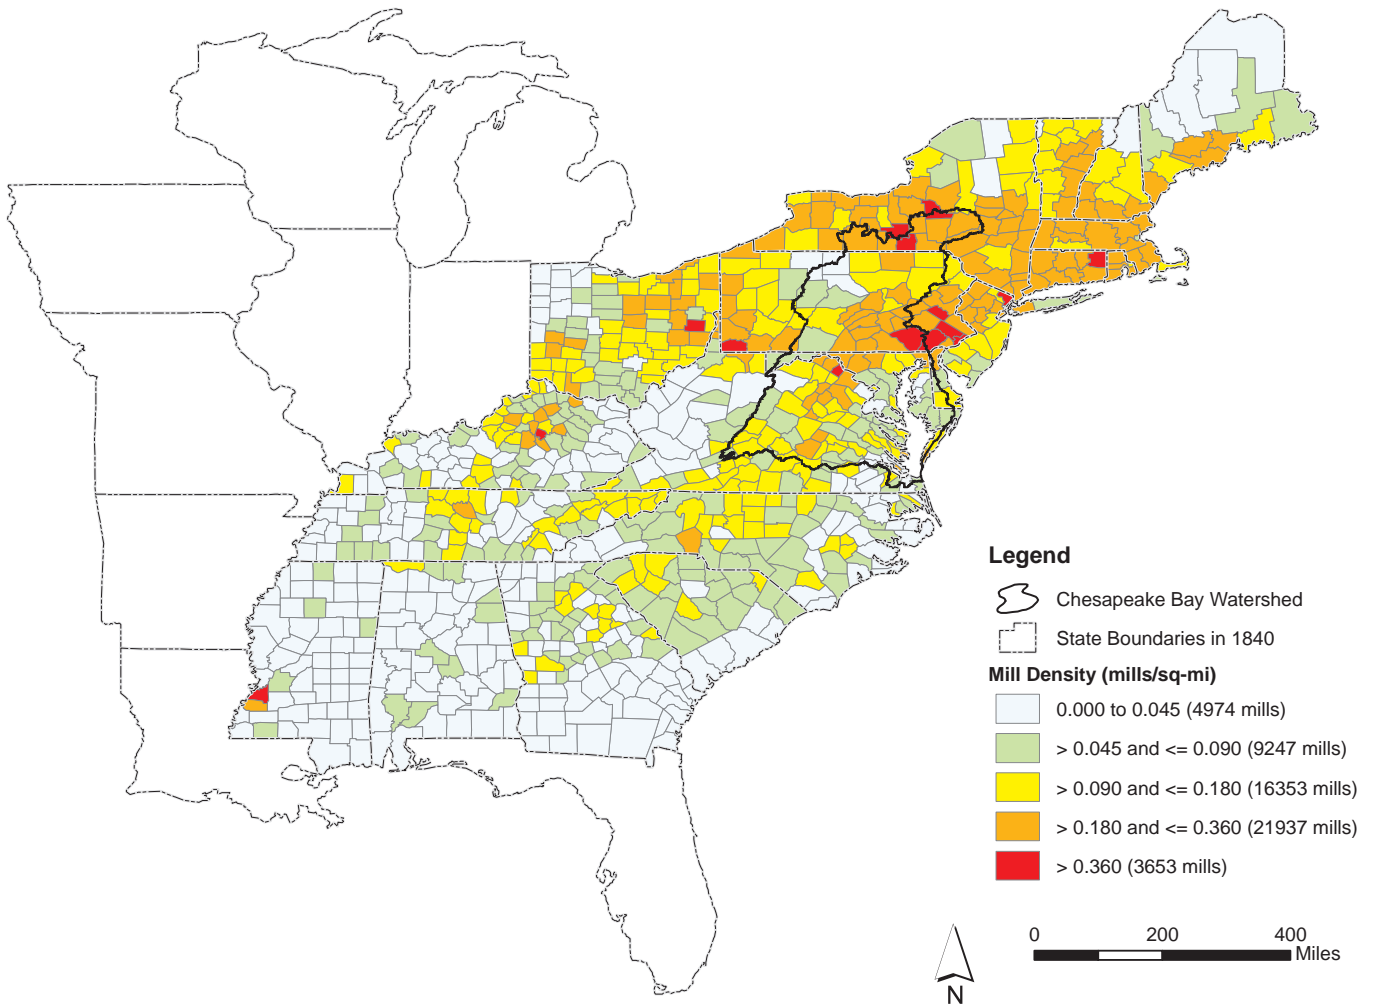 Legend
Chesapeake Bay Watershed
State Boundaries in 1840
Mill Density (mills/sq-mi)
0.000 to 0.045 (4974 mills)
> 0.045 and <= 0.090 (9247 mills)
> 0.090 and <= 0.180 (16353 mills)
> 0.180 and <= 0.360 (21937 mills)
> 0.360 (3653 mills)
0 200 400
Miles
N